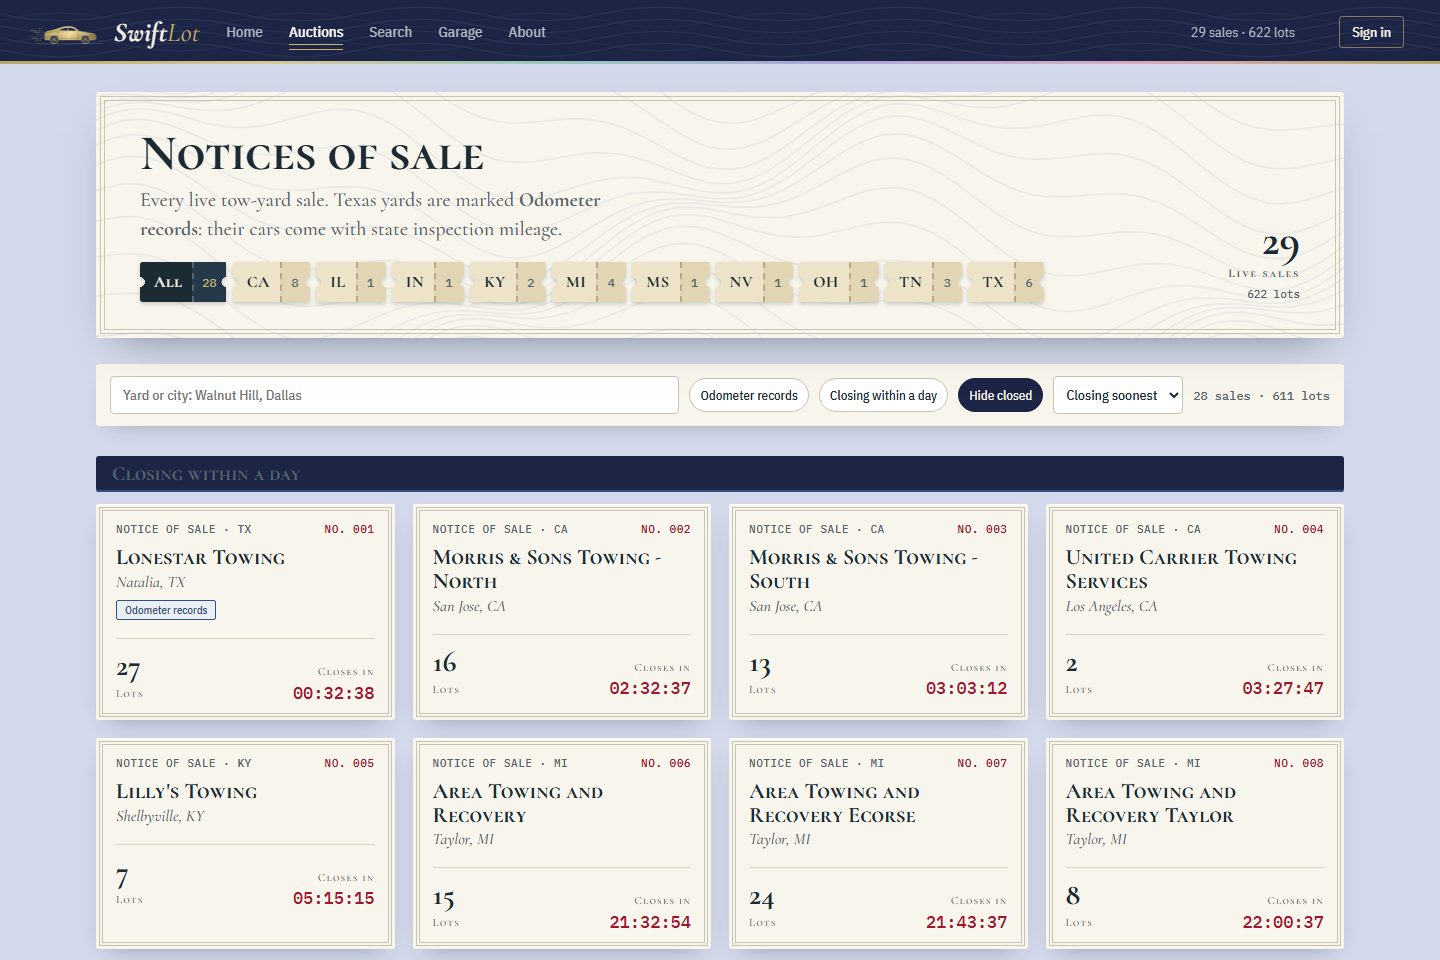 SwiftLot Home Auctions Search Garage About 29 sales · 622 lots Sign in
Notices of sale
Every live tow-yard sale. Texas yards are marked Odometer
records: their cars come with state inspection mileage.
29
Live sales
622 lots
All 28 CA 8 IL 1 IN 1 KY 2 MI 4 MS 1 NV 1 OH 1 TN 3 TX 6
Yard or city: Walnut Hill, Dallas Odometer records Closing within a day Hide closed Closing soonest 28 sales · 611 lots
Closing within a day
NOTICE OF SALE · TX NO. 001
Lonestar Towing
Natalia, TX
Odometer records
27
Lots
Closes in
00:32:38
NOTICE OF SALE · CA NO. 002
Morris & Sons Towing -
North
San Jose, CA
16
Lots
Closes in
02:32:37
NOTICE OF SALE · CA NO. 003
Morris & Sons Towing -
South
San Jose, CA
13
Lots
Closes in
03:03:12
NOTICE OF SALE · CA NO. 004
United Carrier Towing
Services
Los Angeles, CA
2
Lots
Closes in
03:27:47
NOTICE OF SALE · KY NO. 005
Lilly's Towing
Shelbyville, KY
7
Lots
Closes in
05:15:15
NOTICE OF SALE · MI NO. 006
Area Towing and
Recovery
Taylor, MI
15
Lots
Closes in
21:32:54
NOTICE OF SALE · MI NO. 007
Area Towing and
Recovery Ecorse
Taylor, MI
24
Lots
Closes in
21:43:37
NOTICE OF SALE · MI NO. 008
Area Towing and
Recovery Taylor
Taylor, MI
8
Lots
Closes in
22:00:37